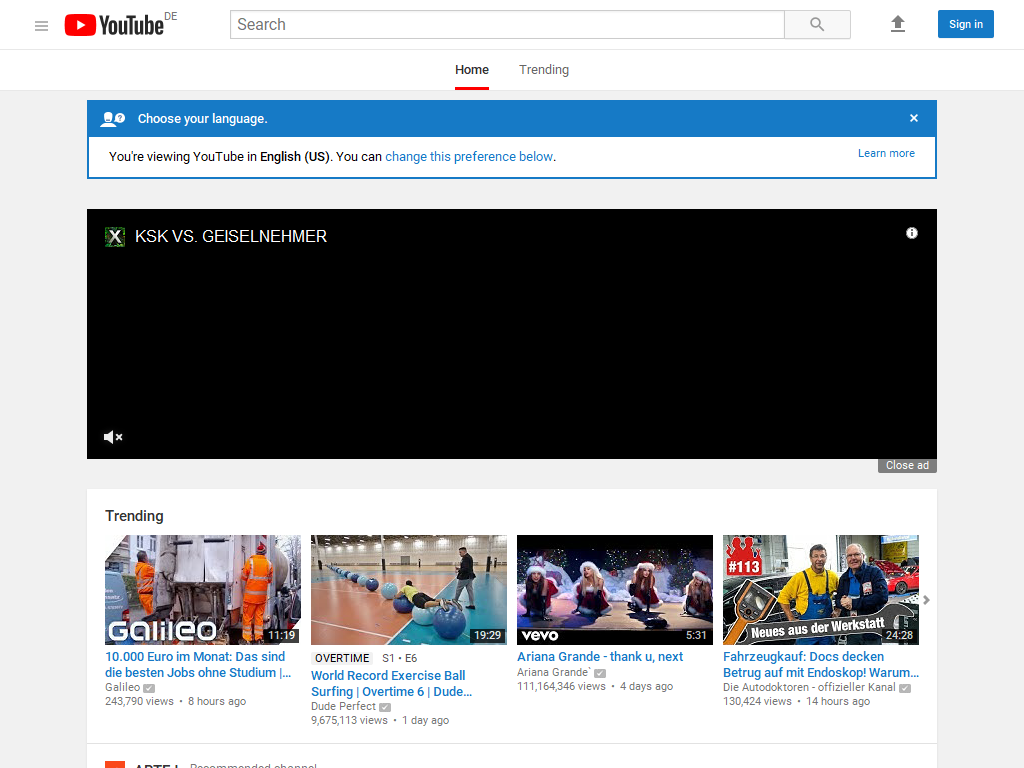 YouTube DE
Search
Sign in
Home
Trending
Choose your language.
×
You're viewing YouTube in English (US). You can change this preference below.
Learn more
X KSK VS. GEISELNEHMER
Close ad
Trending
Galileo
11:19
10.000 Euro im Monat: Das sind
die besten Jobs ohne Studium |...
Galileo
243,790 views • 8 hours ago
19:29
OVERTIME S1 • E6
World Record Exercise Ball
Surfing | Overtime 6 | Dude...
Dude Perfect
9,675,113 views • 1 day ago
vevo
5:31
Ariana Grande - thank u, next
Ariana Grande`
111,164,346 views • 4 days ago
#113
Neues aus der Werkstatt
24:28
Fahrzeugkauf: Docs decken
Betrug auf mit Endoskop! Warum...
Die Autodoktoren - offizieller Kanal
130,424 views • 14 hours ago
Recommended channel